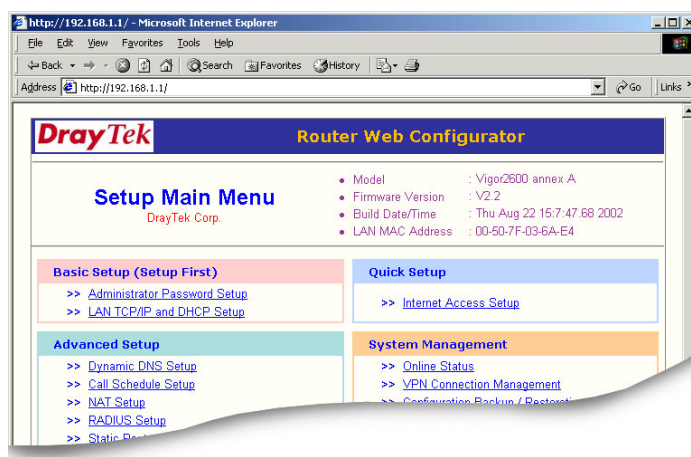 http://192.168.1.1/ - Microsoft Internet Explorer
File Edit View Favorites Tools Help
Back Search Favorites History
Address http://192.168.1.1/ Go Links
DrayTek Router Web Configurator
Setup Main Menu
DrayTek Corp.
• Model : Vigor2600 annex A
• Firmware Version : V2.2
• Build Date/Time : Thu Aug 22 15:7:47.68 2002
• LAN MAC Address : 00-50-7F-03-6A-E4
Basic Setup (Setup First)
>> Administrator Password Setup
>> LAN TCP/IP and DHCP Setup
Quick Setup
>> Internet Access Setup
Advanced Setup
>> Dynamic DNS Setup
>> Call Schedule Setup
>> NAT Setup
>> RADIUS Setup
>> Static
System Management
>> Online Status
>> VPN Connection Management
>> Configuration Backup /